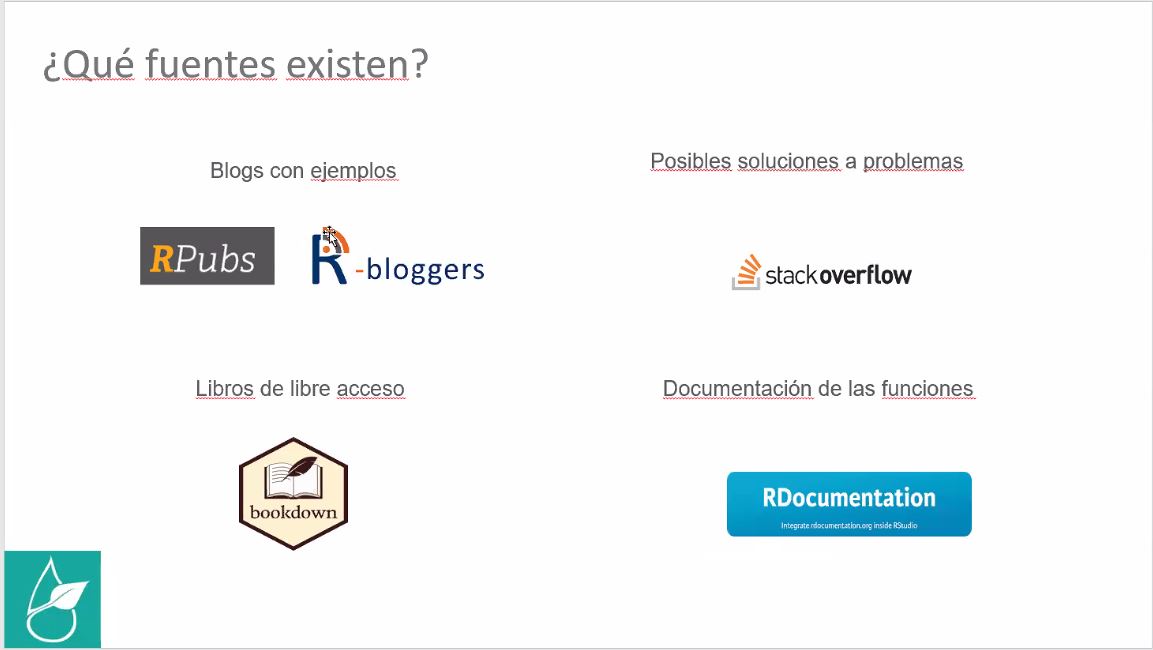 ¿Qué fuentes existen?
Blogs con ejemplos
Posibles soluciones a problemas
RPubs
R-bloggers
stackoverflow
Libros de libre acceso
Documentación de las funciones
bookdown
RDocumentation
Integrate rdocumentation.org inside RStudio